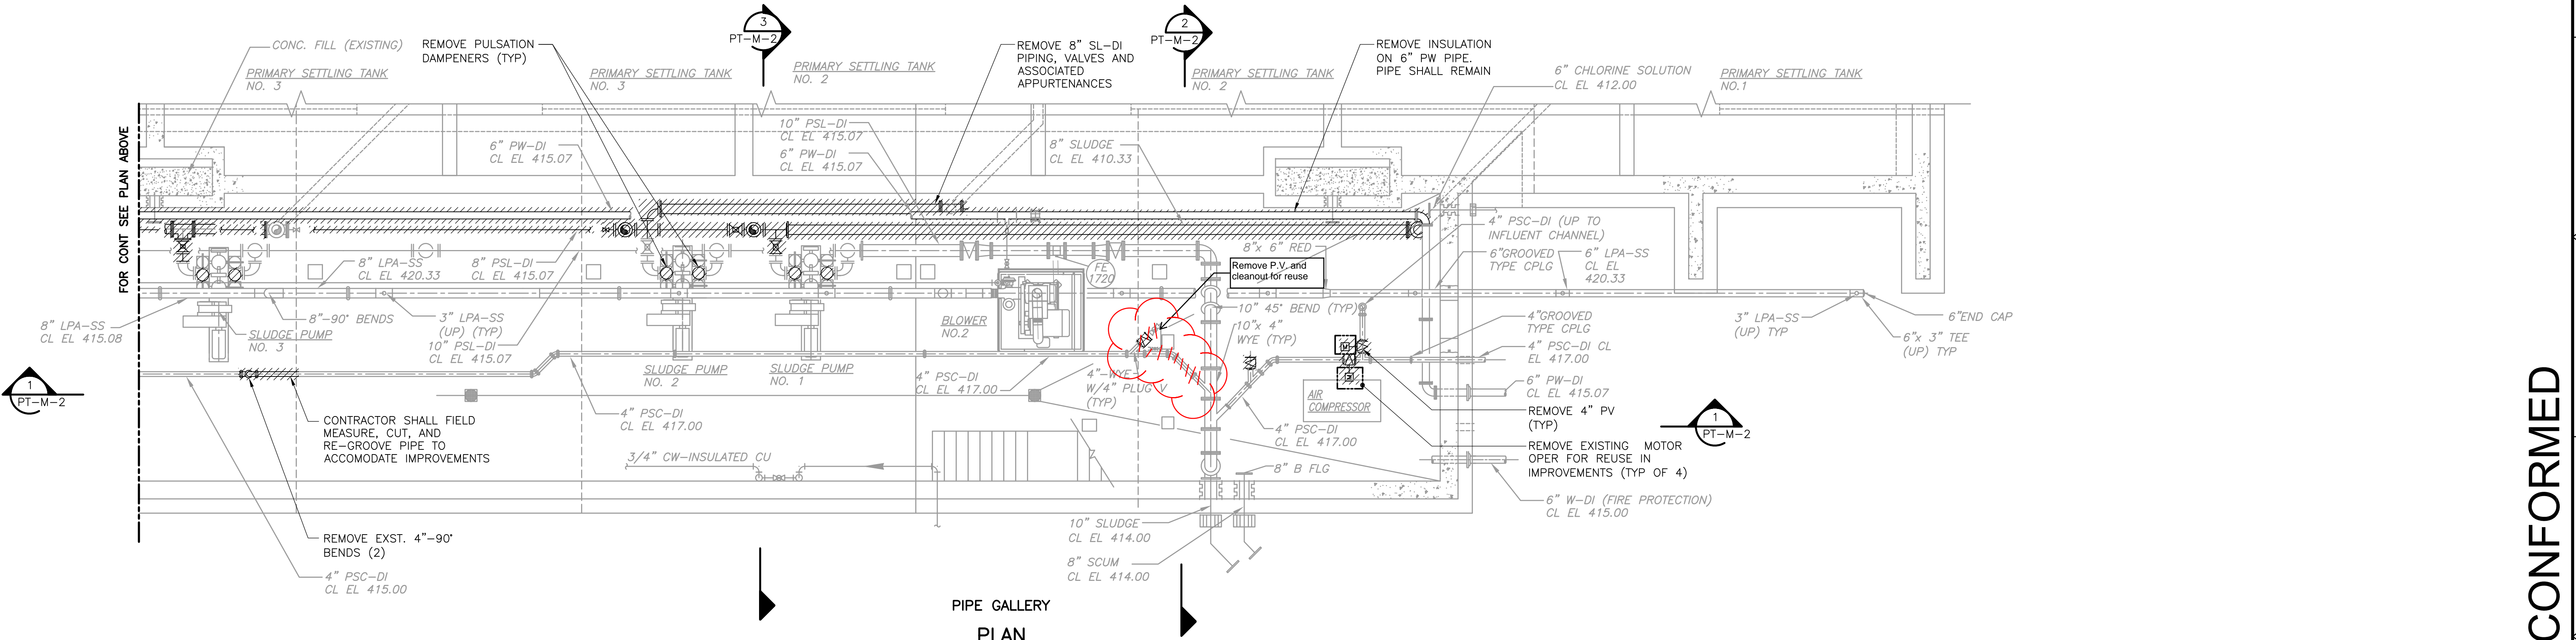 3
PT-M-2
2
PT-M-2
CONC. FILL (EXISTING)
REMOVE PULSATION
DAMPENERS (TYP)
PRIMARY SETTLING TANK
NO. 3
PRIMARY SETTLING TANK
NO. 3
PRIMARY SETTLING TANK
NO. 2
REMOVE 8" SL-DI
PIPING, VALVES AND
ASSOCIATED
APPURTENANCES
PRIMARY SETTLING TANK
NO. 2
REMOVE INSULATION
ON 6" PW PIPE.
PIPE SHALL REMAIN
6" CHLORINE SOLUTION
CL EL 412.00
PRIMARY SETTLING TANK
NO.1
FOR CONT SEE PLAN ABOVE
6" PW-DI
CL EL 415.07
10" PSL-DI
CL EL 415.07
6" PW-DI
CL EL 415.07
8" SLUDGE
CL EL 410.33
4" PSC-DI (UP TO
INFLUENT CHANNEL)
8"x 6" RED
6"GROOVED
TYPE CPLG
6" LPA-SS
CL EL
420.33
8" LPA-SS
CL EL 420.33
8" PSL-DI
CL EL 415.07
FE
1720
Remove P.V. and
cleanout for reuse
8" LPA-SS
CL EL 415.08
SLUDGE PUMP
NO. 3
8"-90° BENDS
3" LPA-SS
(UP) (TYP)
10" PSL-DI
CL EL 415.07
BLOWER
NO.2
10" 45° BEND (TYP)
10"x 4"
WYE (TYP)
4"GROOVED
TYPE CPLG
4" PSC-DI CL
EL 417.00
3" LPA-SS
(UP) TYP
6"END CAP
6"x 3" TEE
(UP) TYP
1
PT-M-2
SLUDGE PUMP
NO. 2
SLUDGE PUMP
NO. 1
4" PSC-DI
CL EL 417.00
4"-WYE
W/4" PLUG V
(TYP)
AIR
COMPRESSOR
6" PW-DI
CL EL 415.07
REMOVE 4" PV
(TYP)
1
PT-M-2
CONTRACTOR SHALL FIELD
MEASURE, CUT, AND
RE-GROOVE PIPE TO
ACCOMODATE IMPROVEMENTS
4" PSC-DI
CL EL 417.00
4" PSC-DI
CL EL 417.00
REMOVE EXISTING MOTOR
OPER FOR REUSE IN
IMPROVEMENTS (TYP OF 4)
3/4" CW-INSULATED CU
8" B FLG
6" W-DI (FIRE PROTECTION)
CL EL 415.00
REMOVE EXST. 4"-90°
BENDS (2)
10" SLUDGE
CL EL 414.00
8" SCUM
CL EL 414.00
4" PSC-DI
CL EL 415.00
PIPE GALLERY
PLAN
CONFORMED